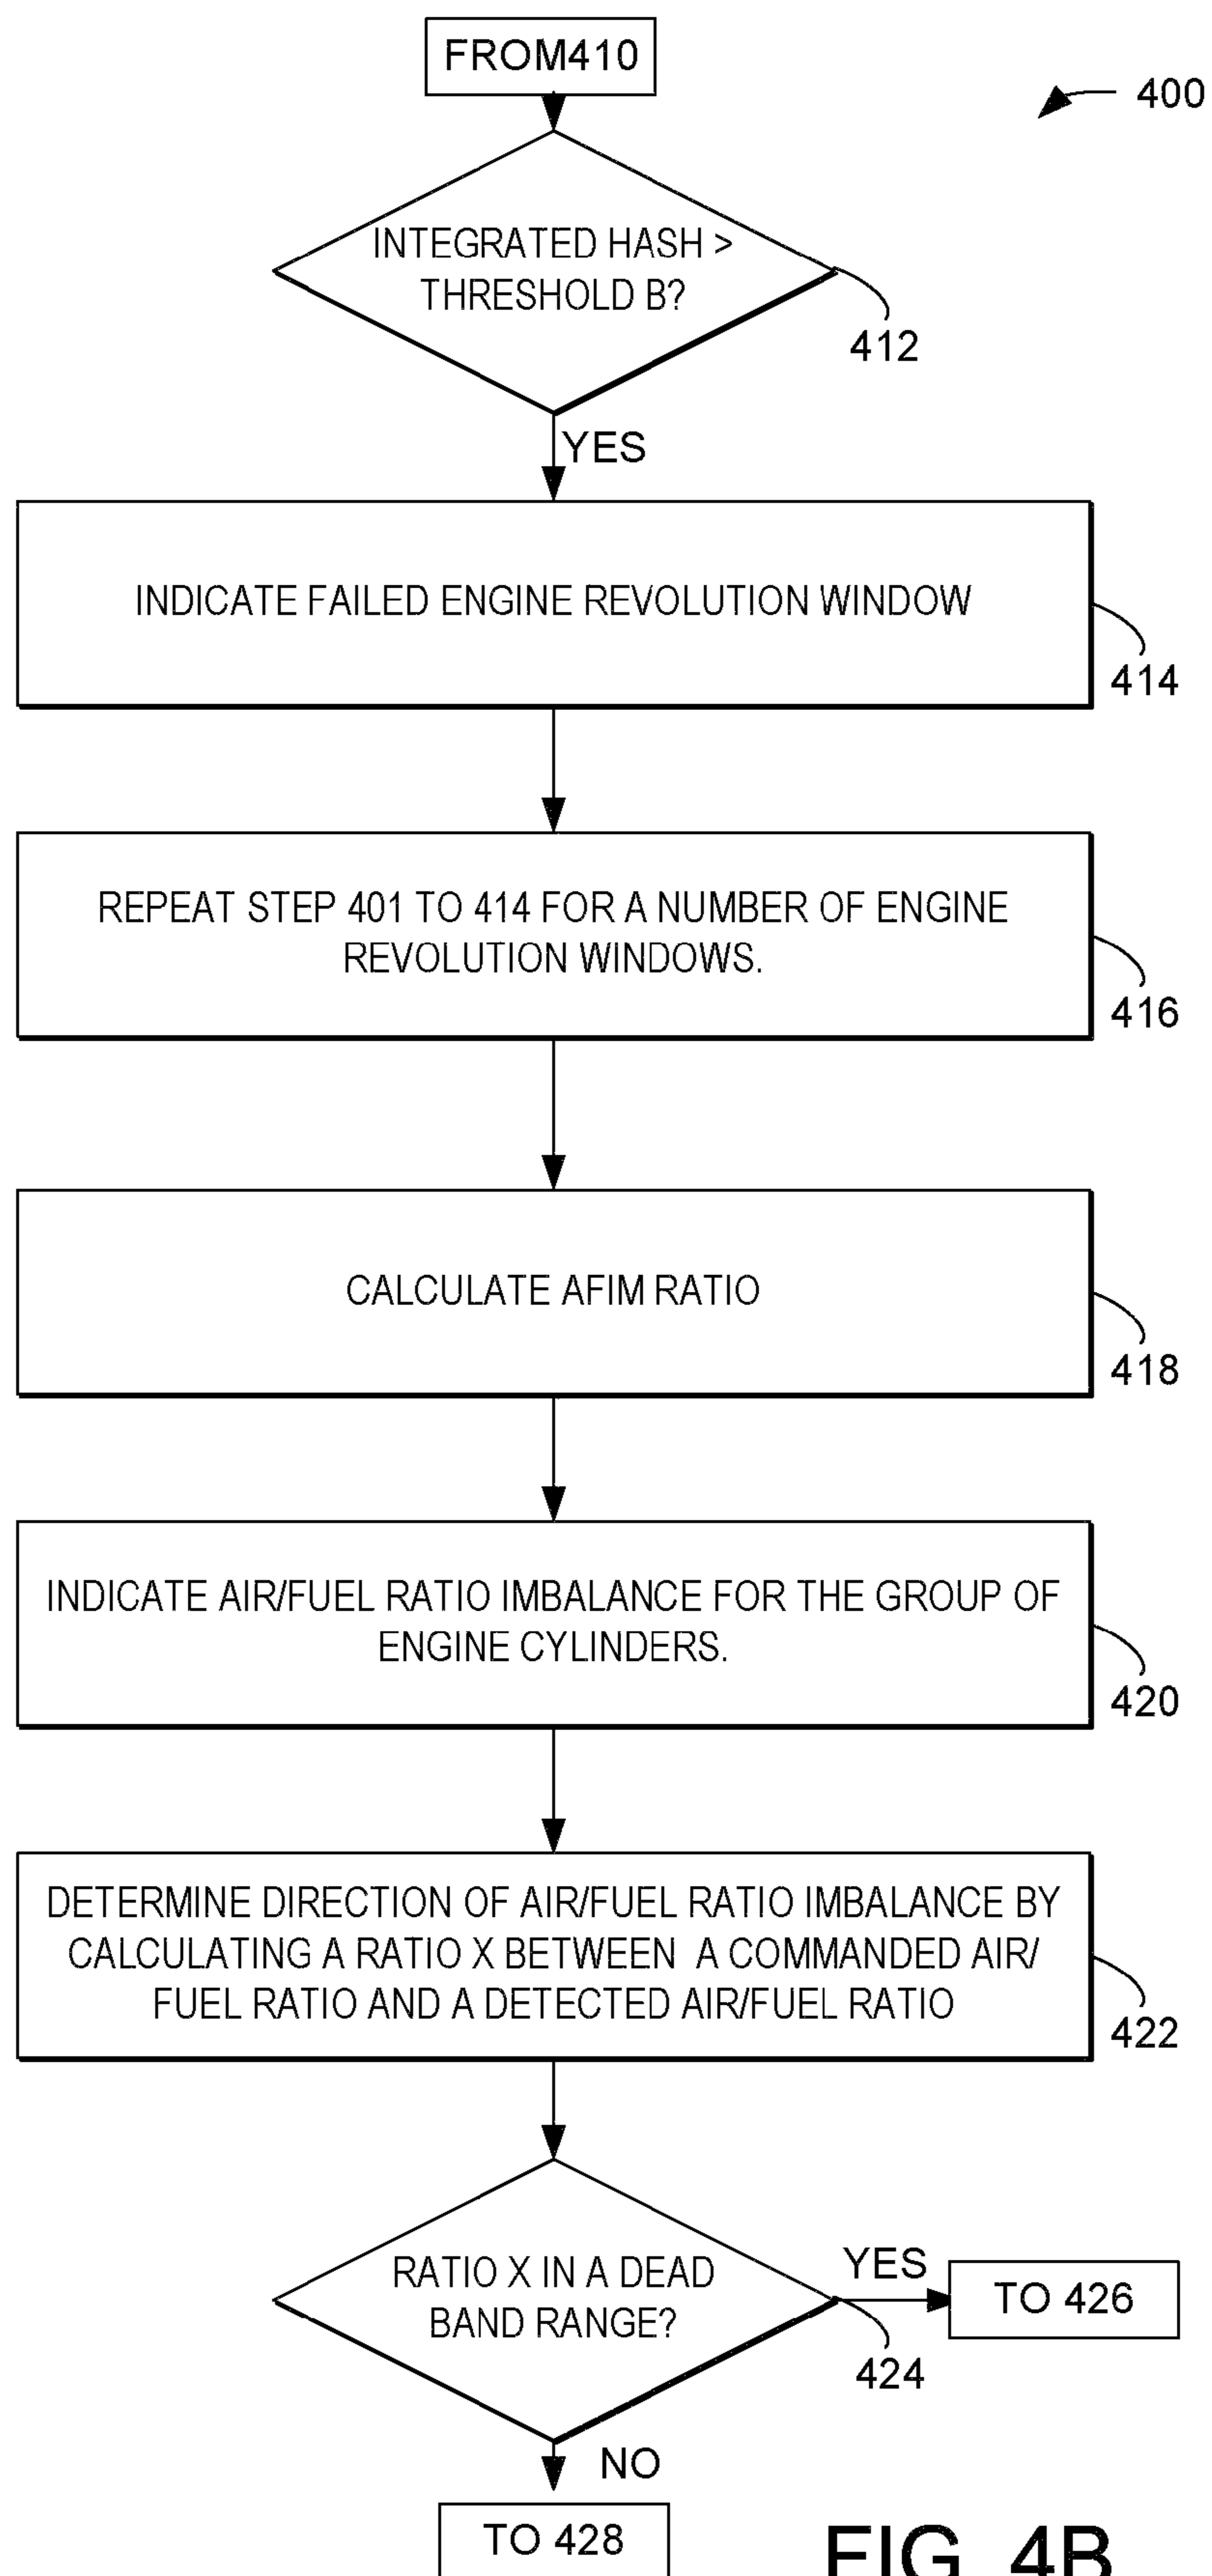 FROM410
400
INTEGRATED HASH >
THRESHOLD B?
412
YES
INDICATE FAILED ENGINE REVOLUTION WINDOW
414
REPEAT STEP 401 TO 414 FOR A NUMBER OF ENGINE
REVOLUTION WINDOWS.
416
CALCULATE AFIM RATIO
418
INDICATE AIR/FUEL RATIO IMBALANCE FOR THE GROUP OF
ENGINE CYLINDERS.
420
DETERMINE DIRECTION OF AIR/FUEL RATIO IMBALANCE BY
CALCULATING A RATIO X BETWEEN A COMMANDED AIR/
FUEL RATIO AND A DETECTED AIR/FUEL RATIO
422
RATIO X IN A DEAD
BAND RANGE?
YES
TO 426
424
NO
TO 428
FIG. 4B